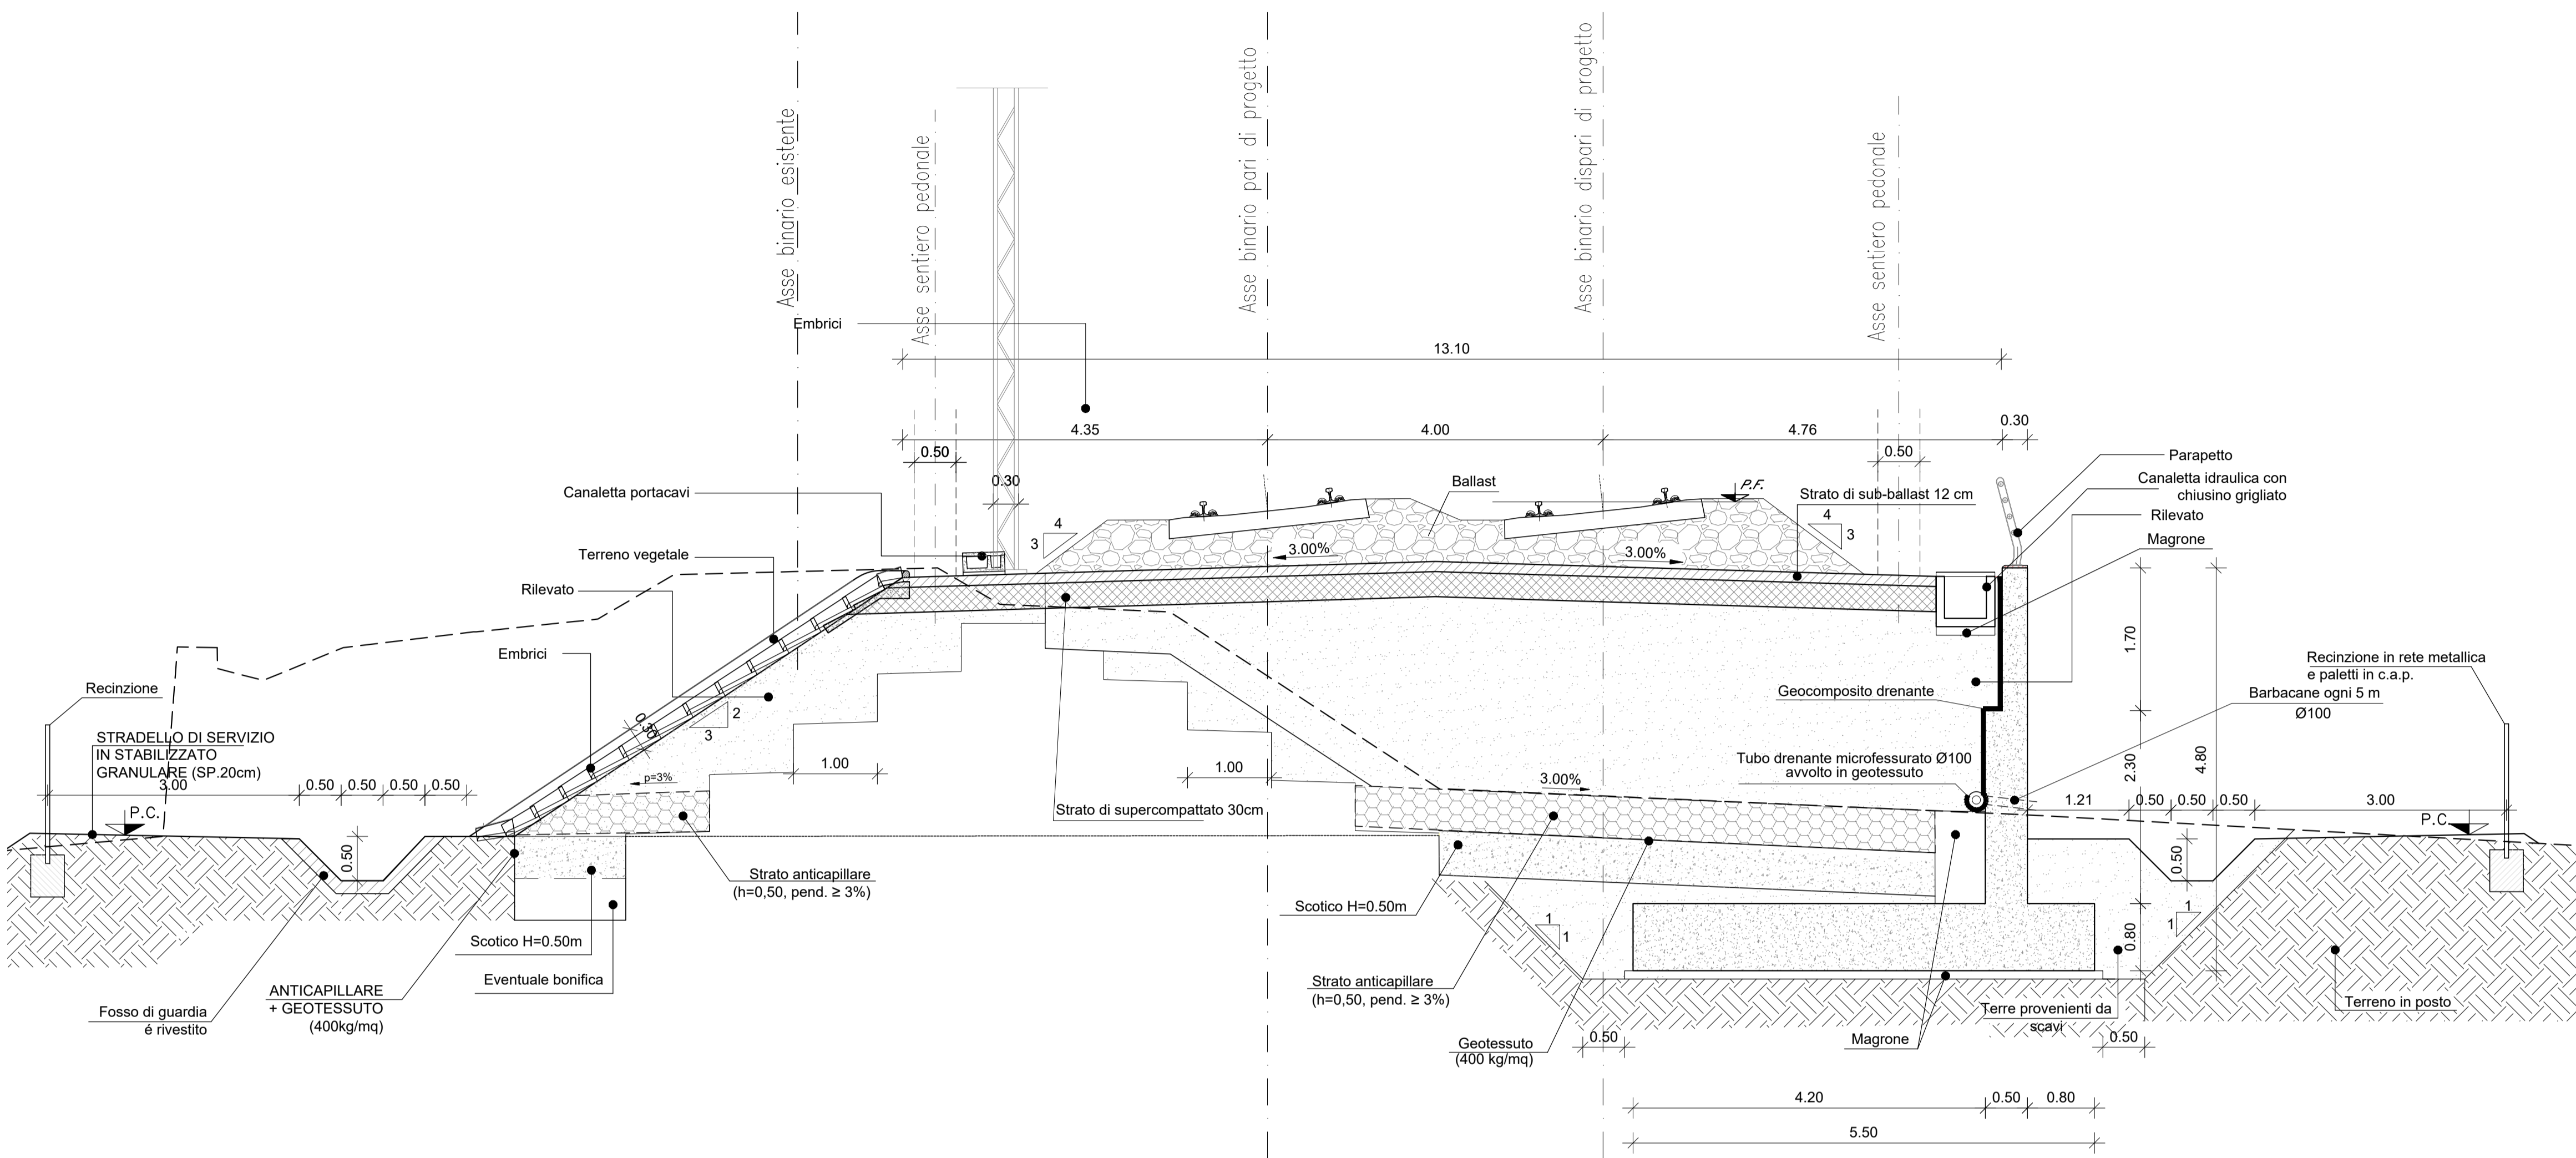 Asse binario esistente
Asse sentiero pedonale
Asse binario pari di progetto
Asse binario dispari di progetto
Asse sentiero pedonale
Embrici
13.10
4.35
4.00
4.76
0.30
0.50
0.50
0.30
Canaletta portacavi
Ballast
P.F.
Strato di sub-ballast 12 cm
Parapetto
Canaletta idraulica con
chiusino grigliato
Rilevato
Magrone
4
3
4
3
3.00%
3.00%
Terreno vegetale
Rilevato
Embrici
Recinzione
STRADELLO DI SERVIZIO
IN STABILIZZATO
GRANULARE (SP.20cm)
3.00
0.50
0.50
0.50
0.50
P.C.
0.50
0.30
2
3
p=3%
1.00
1.00
Strato di supercompattato 30cm
3.00%
Geocomposito drenante
Tubo drenante microfessurato Ø100
avvolto in geotessuto
1.70
2.30
4.80
0.80
Recinzione in rete metallica
e paletti in c.a.p.
Barbacane ogni 5 m
Ø100
1.21
0.50
0.50
0.50
3.00
P.C.
0.50
1
1
1
1
Strato anticapillare
(h=0,50, pend. ≥ 3%)
Scotico H=0.50m
Eventuale bonifica
ANTICAPILLARE
+ GEOTESSUTO
(400kg/mq)
Fosso di guardia
é rivestito
Scotico H=0.50m
Strato anticapillare
(h=0,50, pend. ≥ 3%)
Geotessuto
(400 kg/mq)
0.50
Magrone
Terre provenienti da
scavi
0.50
Terreno in posto
4.20
0.50
0.80
5.50